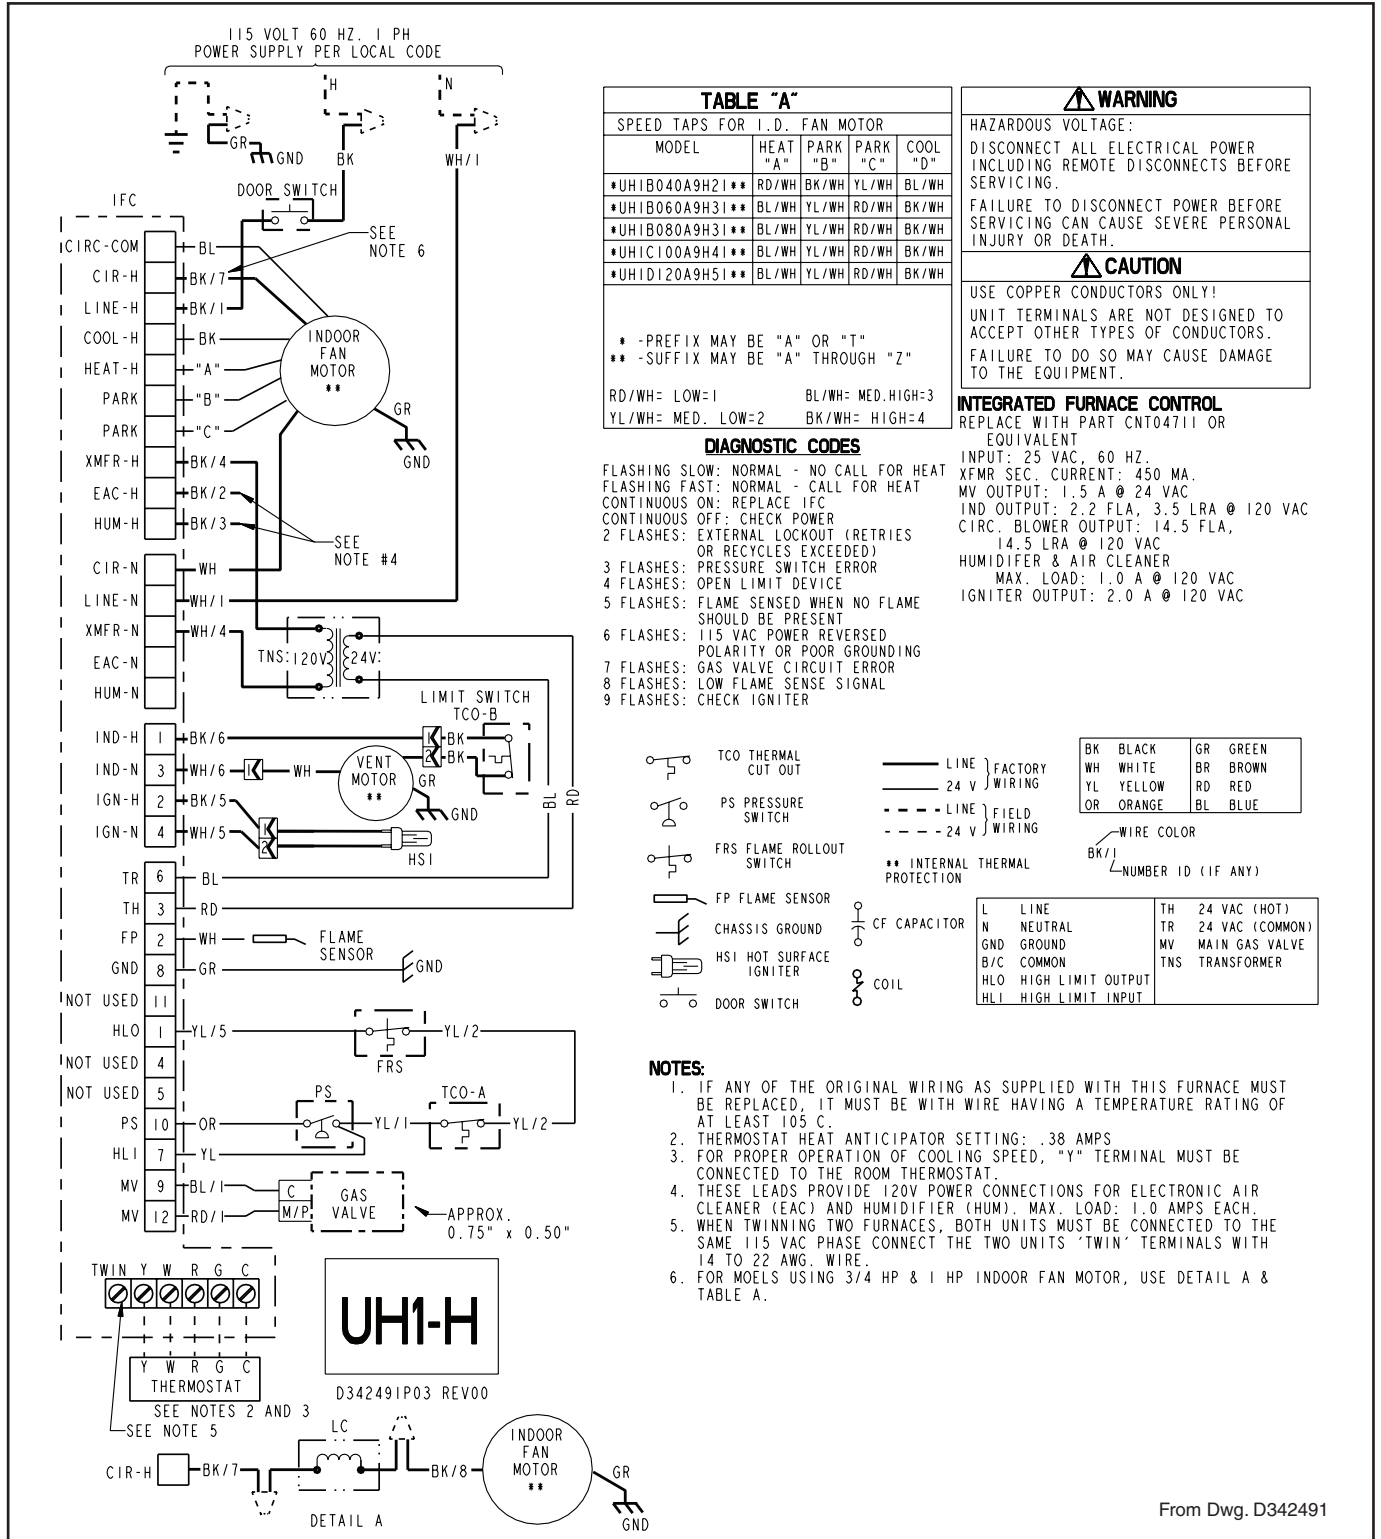 115 VOLT 60 HZ. 1 PH
POWER SUPPLY PER LOCAL CODE
H
N
GR
GND
BK
WH/1
DOOR SWITCH
IFC
SEE
NOTE 6
CIRC-COM
BL
CIR-H
BK/7
LINE-H
BK/1
COOL-H
BK
HEAT-H
"A"
PARK
"B"
PARK
"C"
XMFR-H
BK/4
EAC-H
BK/2
HUM-H
BK/3
INDOOR
FAN
MOTOR
**
GR
GND
SEE
NOTE #4
CIR-N
WH
LINE-N
WH/1
XMFR-N
WH/4
EAC-N
HUM-N
TNS
120V
24V
LIMIT SWITCH
TCO-B
IND-H 1 BK/6
1 BK
2 BK
IND-N 3 WH/6 1 WH
VENT
MOTOR
**
GR
GND
IGN-H 2 BK/5
1
IGN-N 4 WH/5
2
HSI
BL
RD
TR 6 BL
TH 3 RD
FP 2 WH
FLAME
SENSOR
GND 8 GR
GND
NOT USED 11
HLO 1 YL/5
YL/2
FRS
NOT USED 4
NOT USED 5
PS
TCO-A
PS 10 OR
YL/1
YL/2
HLI 7 YL
MV 9 BL/1
C
MV 12 RD/1
M/P
GAS
VALVE
APPROX.
0.75" x 0.50"
TWIN Y W R G C
Y W R G C
THERMOSTAT
SEE NOTES 2 AND 3
SEE NOTE 5
UH1-H
D342491P03 REV00
LC
CIR-H
BK/7
BK/8
INDOOR
FAN
MOTOR
**
GR
GND
DETAIL A
TABLE "A"
SPEED TAPS FOR I.D. FAN MOTOR
MODEL HEAT "A" PARK "B" PARK "C" COOL "D"
*UH1B040A9H21** RD/WH BK/WH YL/WH BL/WH
*UH1B060A9H31** BL/WH YL/WH RD/WH BK/WH
*UH1B080A9H31** BL/WH YL/WH RD/WH BK/WH
*UH1C100A9H41** BL/WH YL/WH RD/WH BK/WH
*UH1D120A9H51** BL/WH YL/WH RD/WH BK/WH
* -PREFIX MAY BE "A" OR "T"
** -SUFFIX MAY BE "A" THROUGH "Z"
RD/WH= LOW=1 BL/WH= MED.HIGH=3
YL/WH= MED. LOW=2 BK/WH= HIGH=4
WARNING
HAZARDOUS VOLTAGE:
DISCONNECT ALL ELECTRICAL POWER
INCLUDING REMOTE DISCONNECTS BEFORE
SERVICING.
FAILURE TO DISCONNECT POWER BEFORE
SERVICING CAN CAUSE SEVERE PERSONAL
INJURY OR DEATH.
CAUTION
USE COPPER CONDUCTORS ONLY!
UNIT TERMINALS ARE NOT DESIGNED TO
ACCEPT OTHER TYPES OF CONDUCTORS.
FAILURE TO DO SO MAY CAUSE DAMAGE
TO THE EQUIPMENT.
DIAGNOSTIC CODES
FLASHING SLOW: NORMAL - NO CALL FOR HEAT
FLASHING FAST: NORMAL - CALL FOR HEAT
CONTINUOUS ON: REPLACE IFC
CONTINUOUS OFF: CHECK POWER
2 FLASHES: EXTERNAL LOCKOUT (RETRIES
OR RECYCLES EXCEEDED)
3 FLASHES: PRESSURE SWITCH ERROR
4 FLASHES: OPEN LIMIT DEVICE
5 FLASHES: FLAME SENSED WHEN NO FLAME
SHOULD BE PRESENT
6 FLASHES: 115 VAC POWER REVERSED
POLARITY OR POOR GROUNDING
7 FLASHES: GAS VALVE CIRCUIT ERROR
8 FLASHES: LOW FLAME SENSE SIGNAL
9 FLASHES: CHECK IGNITER
INTEGRATED FURNACE CONTROL
REPLACE WITH PART CNT04711 OR
EQUIVALENT
INPUT: 25 VAC, 60 HZ.
XFMR SEC. CURRENT: 450 MA.
MV OUTPUT: 1.5 A @ 24 VAC
IND OUTPUT: 2.2 FLA, 3.5 LRA @ 120 VAC
CIRC. BLOWER OUTPUT: 14.5 FLA,
14.5 LRA @ 120 VAC
HUMIDIFER & AIR CLEANER
MAX. LOAD: 1.0 A @ 120 VAC
IGNITER OUTPUT: 2.0 A @ 120 VAC
TCO THERMAL
CUT OUT
PS PRESSURE
SWITCH
FRS FLAME ROLLOUT
SWITCH
FP FLAME SENSOR
CHASSIS GROUND
HSI HOT SURFACE
IGNITER
DOOR SWITCH
LINE
24 V
FACTORY
WIRING
LINE
24 V
FIELD
WIRING
** INTERNAL THERMAL
PROTECTION
CF CAPACITOR
COIL
BK BLACK GR GREEN
WH WHITE BR BROWN
YL YELLOW RD RED
OR ORANGE BL BLUE
WIRE COLOR
BK/1
NUMBER ID (IF ANY)
L LINE TH 24 VAC (HOT)
N NEUTRAL TR 24 VAC (COMMON)
GND GROUND MV MAIN GAS VALVE
B/C COMMON TNS TRANSFORMER
HLO HIGH LIMIT OUTPUT
HLI HIGH LIMIT INPUT
NOTES:
1. IF ANY OF THE ORIGINAL WIRING AS SUPPLIED WITH THIS FURNACE MUST
BE REPLACED, IT MUST BE WITH WIRE HAVING A TEMPERATURE RATING OF
AT LEAST 105 C.
2. THERMOSTAT HEAT ANTICIPATOR SETTING: .38 AMPS
3. FOR PROPER OPERATION OF COOLING SPEED, "Y" TERMINAL MUST BE
CONNECTED TO THE ROOM THERMOSTAT.
4. THESE LEADS PROVIDE 120V POWER CONNECTIONS FOR ELECTRONIC AIR
CLEANER (EAC) AND HUMIDIFIER (HUM). MAX. LOAD: 1.0 AMPS EACH.
5. WHEN TWINNING TWO FURNACES, BOTH UNITS MUST BE CONNECTED TO THE
SAME 115 VAC PHASE CONNECT THE TWO UNITS 'TWIN' TERMINALS WITH
14 TO 22 AWG. WIRE.
6. FOR MOELS USING 3/4 HP & 1 HP INDOOR FAN MOTOR, USE DETAIL A &
TABLE A.
From Dwg. D342491